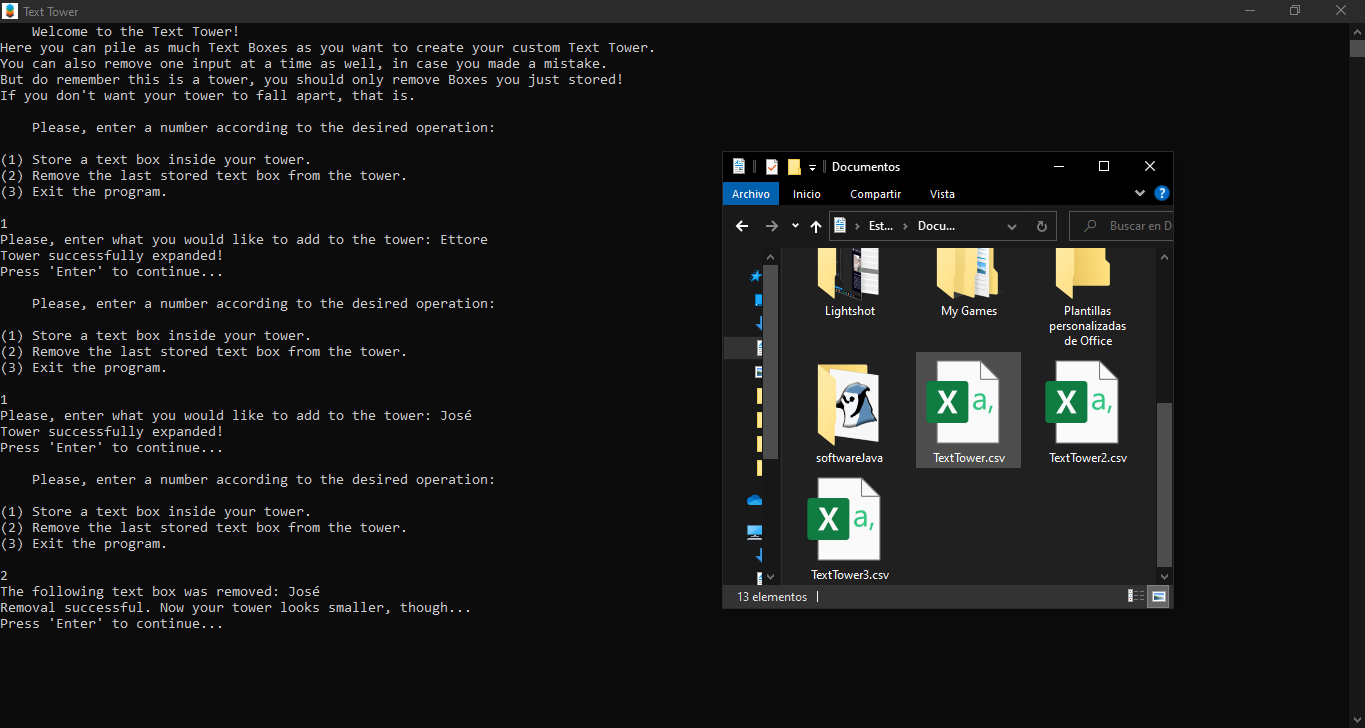 Text Tower
Welcome to the Text Tower!
Here you can pile as much Text Boxes as you want to create your custom Text Tower.
You can also remove one input at a time as well, in case you made a mistake.
But do remember this is a tower, you should only remove Boxes you just stored!
If you don't want your tower to fall apart, that is.
Please, enter a number according to the desired operation:
(1) Store a text box inside your tower.
(2) Remove the last stored text box from the tower.
(3) Exit the program.
1
Please, enter what you would like to add to the tower: Ettore
Tower successfully expanded!
Press 'Enter' to continue...
Please, enter a number according to the desired operation:
(1) Store a text box inside your tower.
(2) Remove the last stored text box from the tower.
(3) Exit the program.
1
Please, enter what you would like to add to the tower: José
Tower successfully expanded!
Press 'Enter' to continue...
Please, enter a number according to the desired operation:
(1) Store a text box inside your tower.
(2) Remove the last stored text box from the tower.
(3) Exit the program.
2
The following text box was removed: José
Removal successful. Now your tower looks smaller, though...
Press 'Enter' to continue...
Documentos
Archivo Inicio Compartir Vista
?
Est... Docu... Buscar en D
Lightshot My Games Plantillas
personalizadas
de Office
X a, X a,
softwareJava TextTower.csv TextTower2.csv
X a,
TextTower3.csv
13 elementos